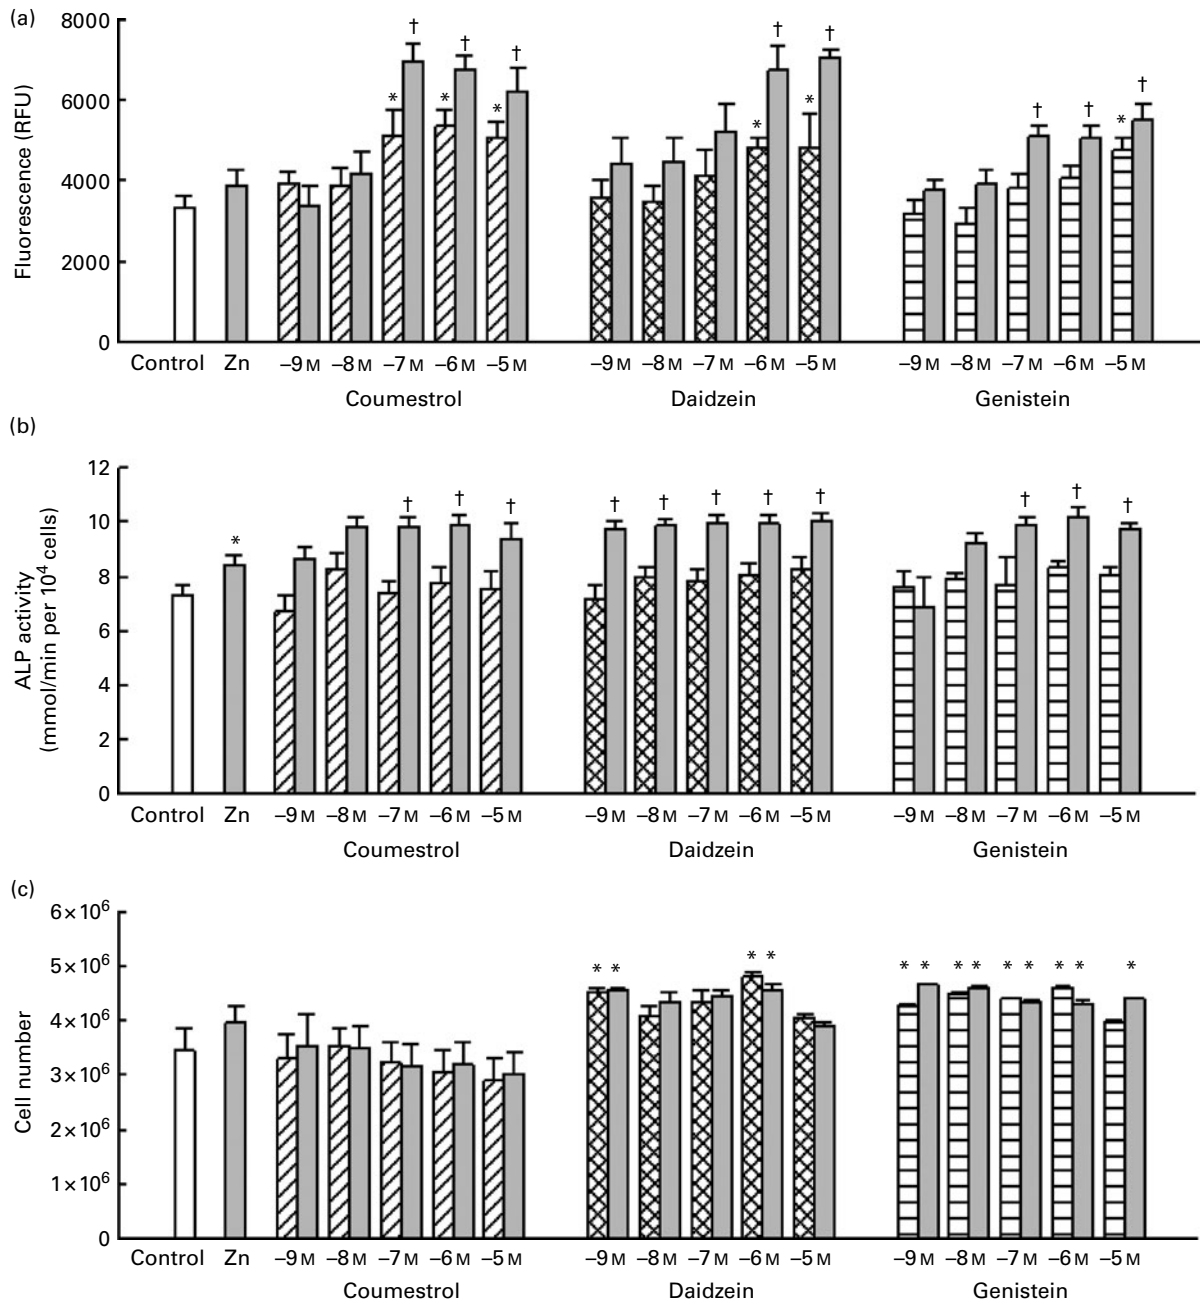 (a)
Fluorescence (RFU)
8000
6000
4000
2000
0
* * * * * *
† † † † † † † †
Control Zn –9 M –8 M –7 M –6 M –5 M –9 M –8 M –7 M –6 M –5 M –9 M –8 M –7 M –6 M –5 M
Coumestrol Daidzein Genistein
(b)
ALP activity
(mmol/min per 10⁴ cells)
12
10
8
6
4
2
0
*
† † † † † † † † † † †
Control Zn –9 M –8 M –7 M –6 M –5 M –9 M –8 M –7 M –6 M –5 M –9 M –8 M –7 M –6 M –5 M
Coumestrol Daidzein Genistein
(c)
Cell number
6 × 10⁶
5 × 10⁶
4 × 10⁶
3 × 10⁶
2 × 10⁶
1 × 10⁶
0
* * * * * * * * * * * * *
Control Zn –9 M –8 M –7 M –6 M –5 M –9 M –8 M –7 M –6 M –5 M –9 M –8 M –7 M –6 M –5 M
Coumestrol Daidzein Genistein